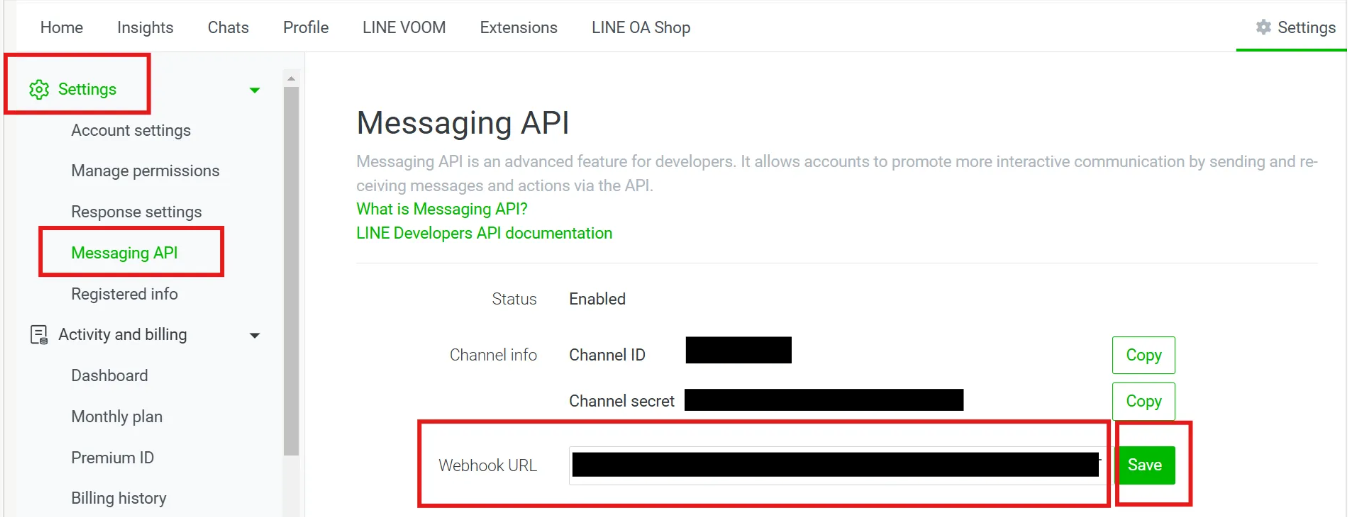 Home Insights Chats Profile LINE VOOM Extensions LINE OA Shop Settings
Settings
Account settings
Manage permissions
Response settings
Messaging API
Registered info
Activity and billing
Dashboard
Monthly plan
Premium ID
Billing history
Messaging API
Messaging API is an advanced feature for developers. It allows accounts to promote more interactive communication by sending and re-
ceiving messages and actions via the API.
What is Messaging API?
LINE Developers API documentation
Status Enabled
Channel info Channel ID Copy
Channel secret Copy
Webhook URL Save